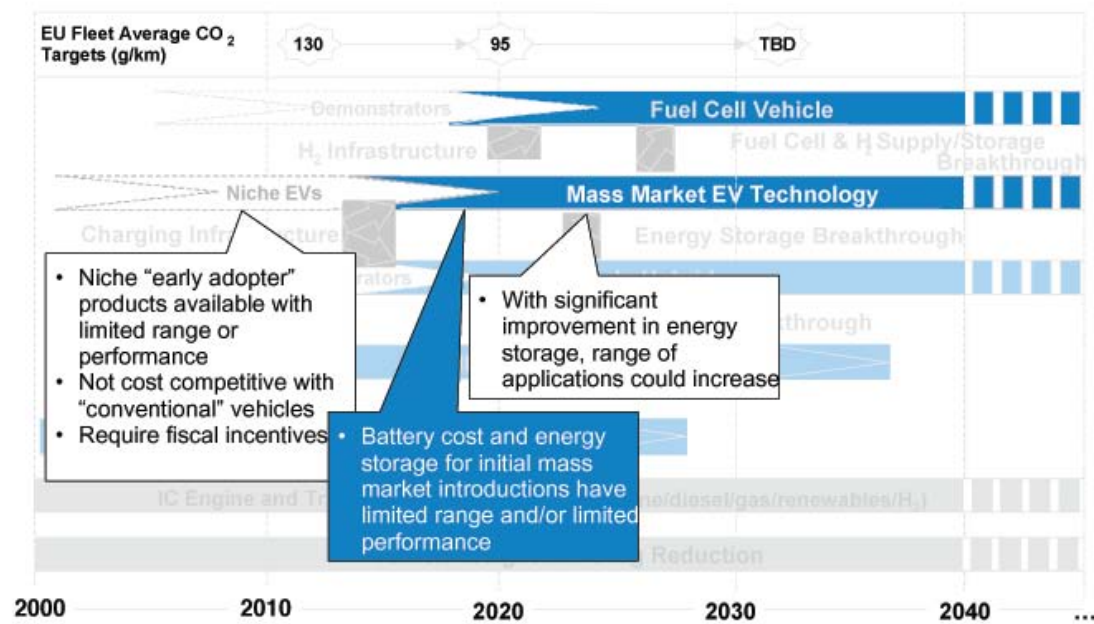 EU Fleet Average CO2
Targets (g/km)
130
95
TBD
Demonstrators
Fuel Cell Vehicle
H2 Infrastructure
Fuel Cell & H2 Supply/Storage
Breakthrough
Niche EVs
Mass Market EV Technology
Charging Infrastructure
Energy Storage Breakthrough
• Niche “early adopter”
products available with
limited range or
performance
• Not cost competitive with
“conventional” vehicles
• Require fiscal incentives
• With significant
improvement in energy
storage, range of
applications could increase
• Battery cost and energy
storage for initial mass
market introductions have
limited range and/or limited
performance
IC Engine and
/diesel/gas/renewables/H2)
Reduction
2000
2010
2020
2030
2040
...